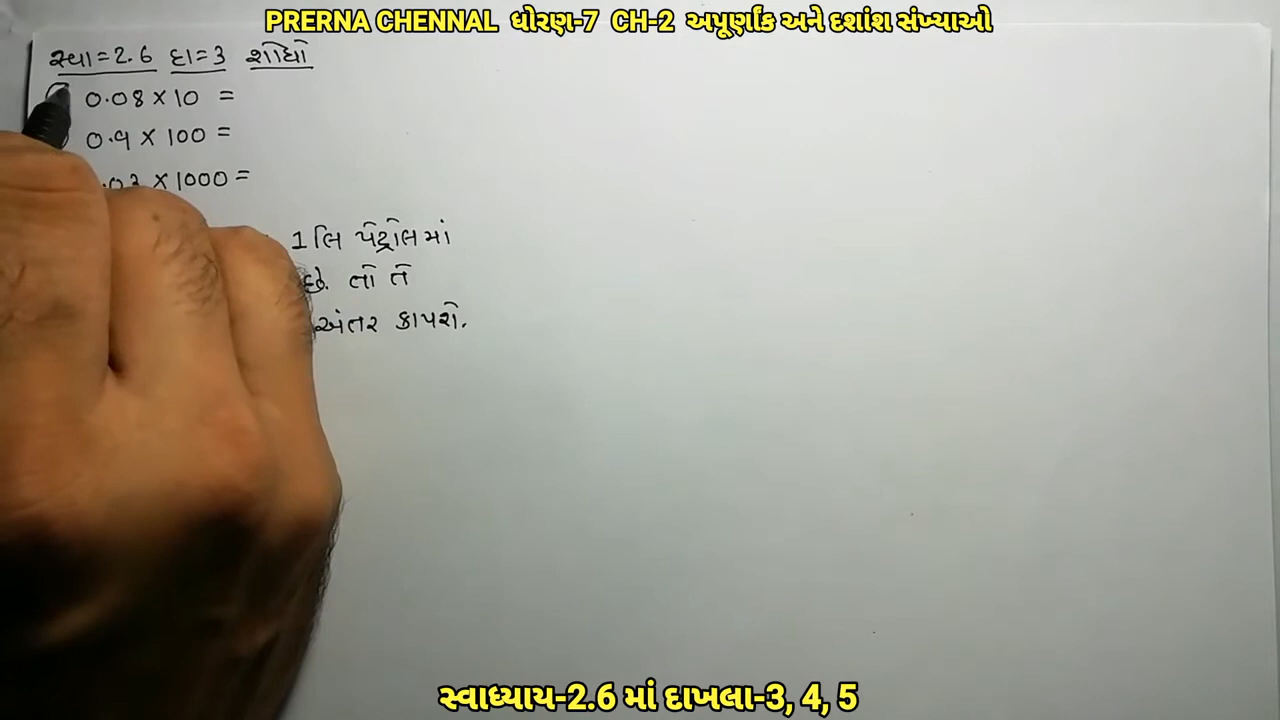 PRERNA CHENNAL ધોરણ-7 CH-2 અપૂર્ણાંક અને દશાંશ સંખ્યાઓ
સ્વા=2.6 દા=3 શોધો
0.08 × 10 =
0.9 × 100 =
× 1000 =
1 લિ પેટ્રોલમાં
છે. તો તે
અંતર કાપશે.
સ્વાધ્યાય-2.6 માં દાખલા-3, 4, 5